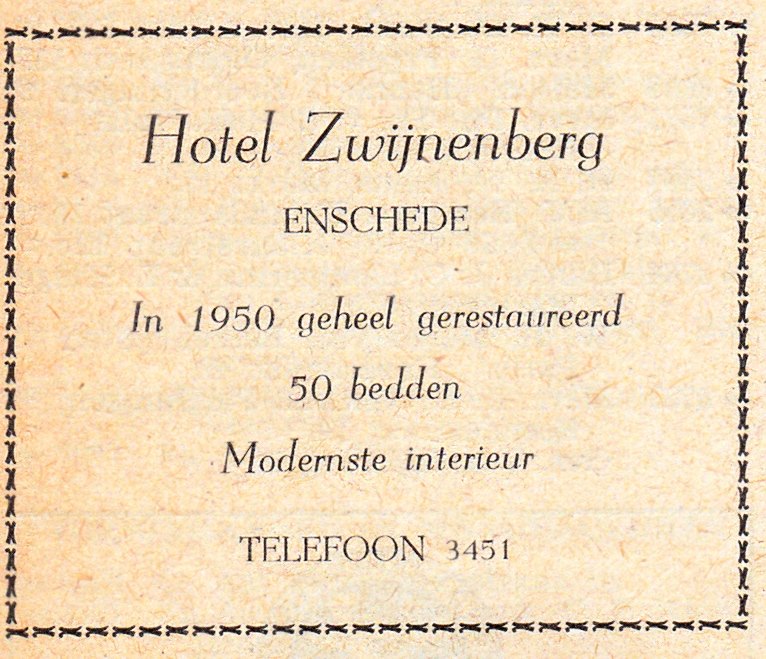 Hotel Zwijnenberg
ENSCHEDE
In 1950 geheel gerestaureerd
50 bedden
Modernste interieur
TELEFOON 3451